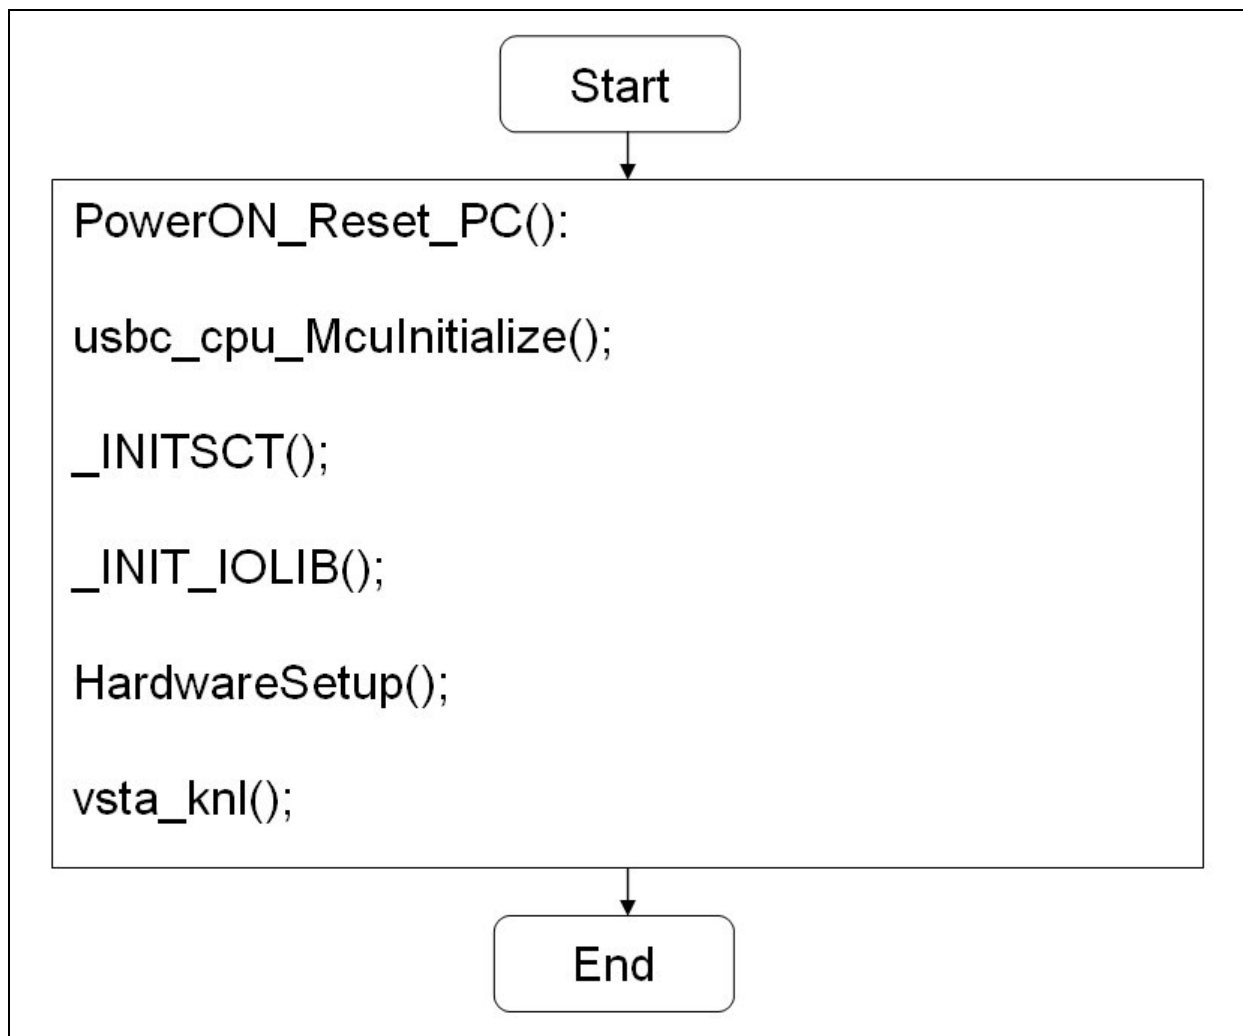 Start
PowerON_Reset_PC():
usbc_cpu_McuInitialize();
_INITSCT();
_INIT_IOLIB();
HardwareSetup();
vsta_knl();
End